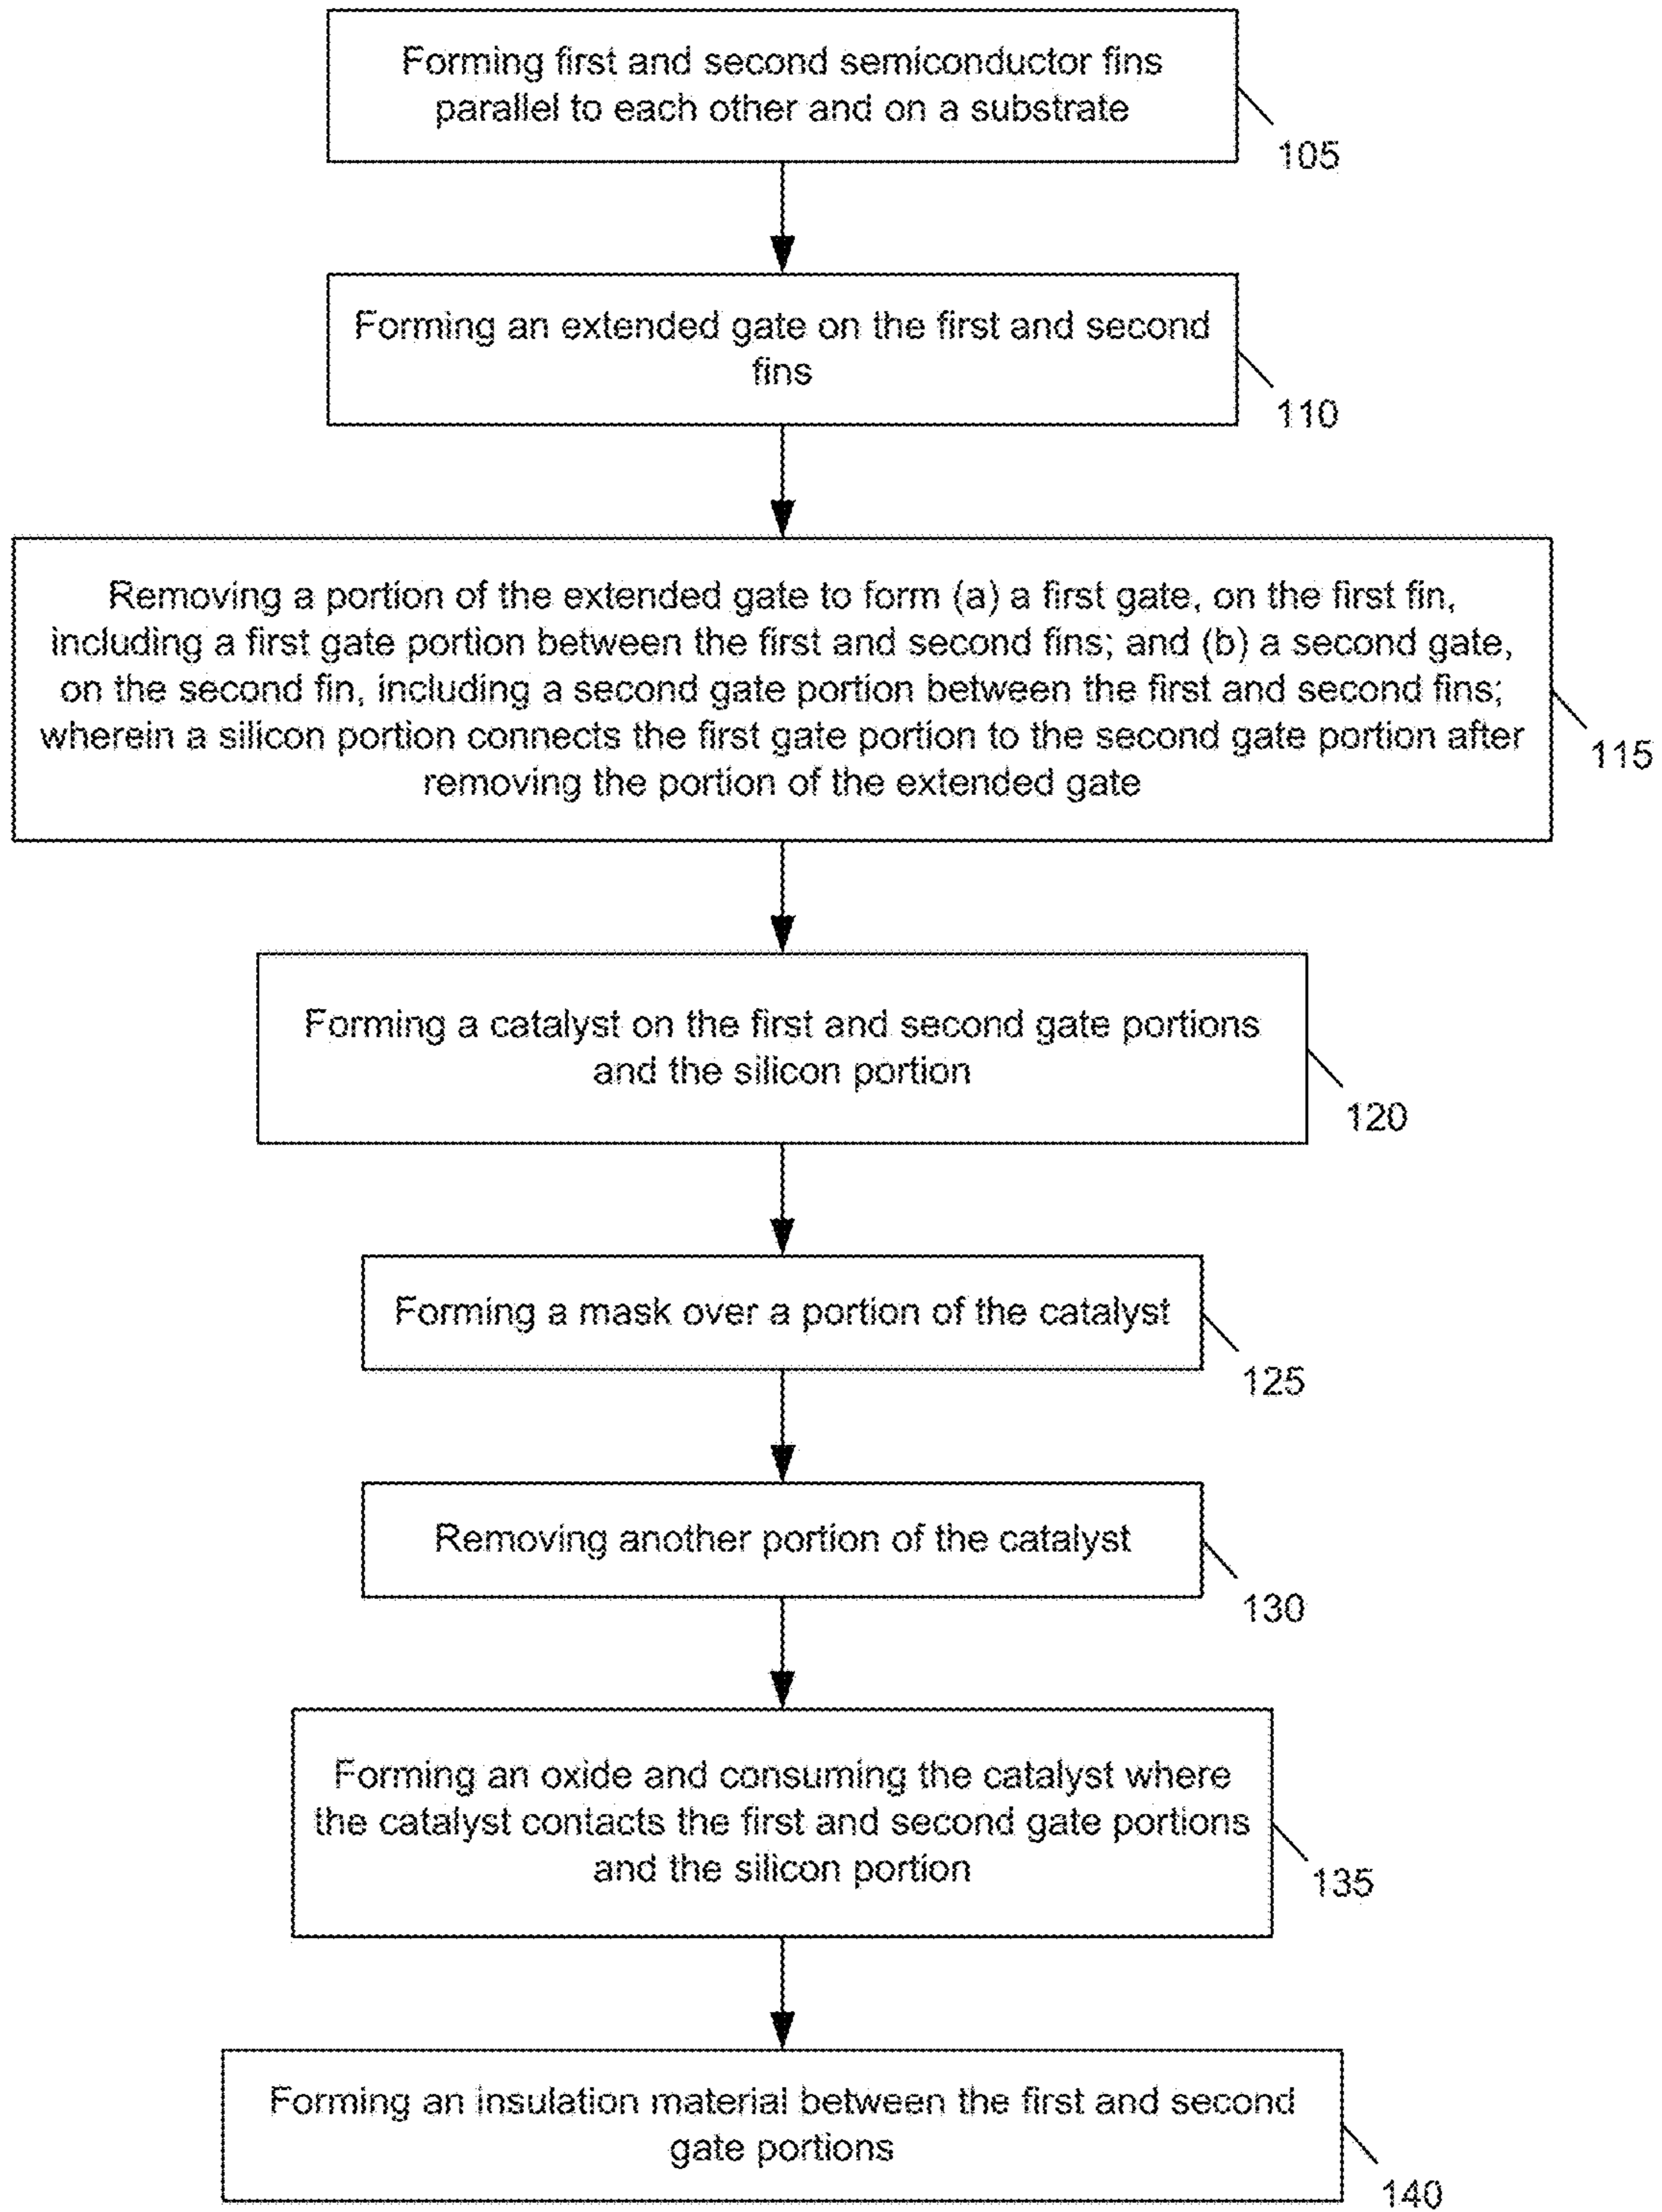 Forming first and second semiconductor fins
parallel to each other and on a substrate
105
Forming an extended gate on the first and second
fins
110
Removing a portion of the extended gate to form (a) a first gate, on the first fin,
including a first gate portion between the first and second fins; and (b) a second gate,
on the second fin, including a second gate portion between the first and second fins;
wherein a silicon portion connects the first gate portion to the second gate portion after
removing the portion of the extended gate
115
Forming a catalyst on the first and second gate portions
and the silicon portion
120
Forming a mask over a portion of the catalyst
125
Removing another portion of the catalyst
130
Forming an oxide and consuming the catalyst where
the catalyst contacts the first and second gate portions
and the silicon portion
135
Forming an insulation material between the first and second
gate portions
140